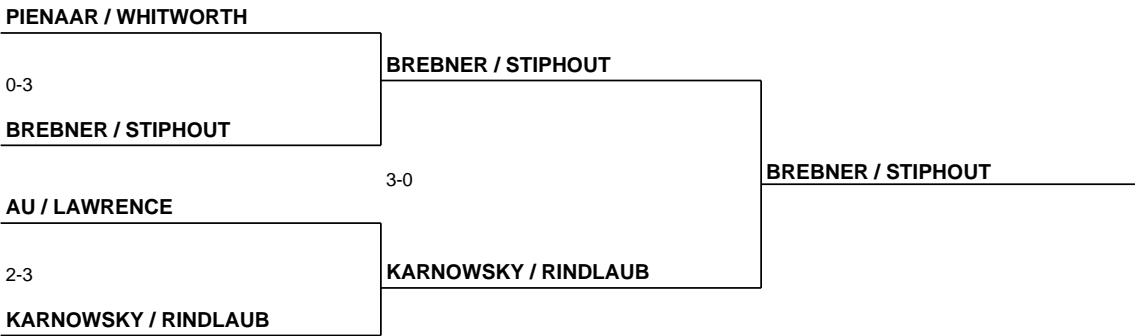 PIENAAR / WHITWORTH
0-3
BREBNER / STIPHOUT
AU / LAWRENCE
2-3
KARNOWSKY / RINDLAUB
BREBNER / STIPHOUT
3-0
KARNOWSKY / RINDLAUB
BREBNER / STIPHOUT